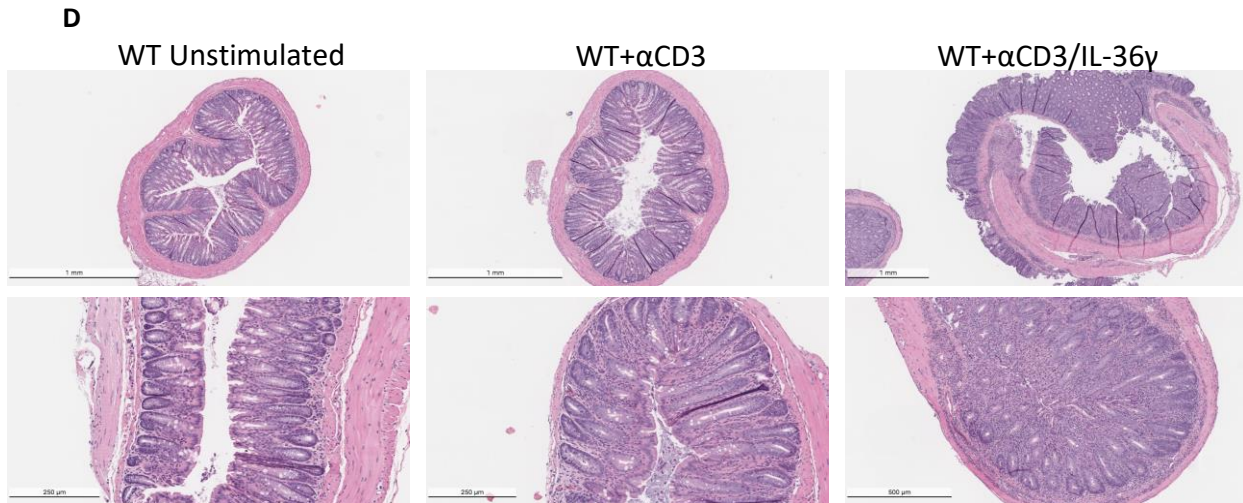 D
WT Unstimulated
WT+αCD3
WT+αCD3/IL-36γ
1 mm
1 mm
1 mm
250 µm
250 µm
500 µm